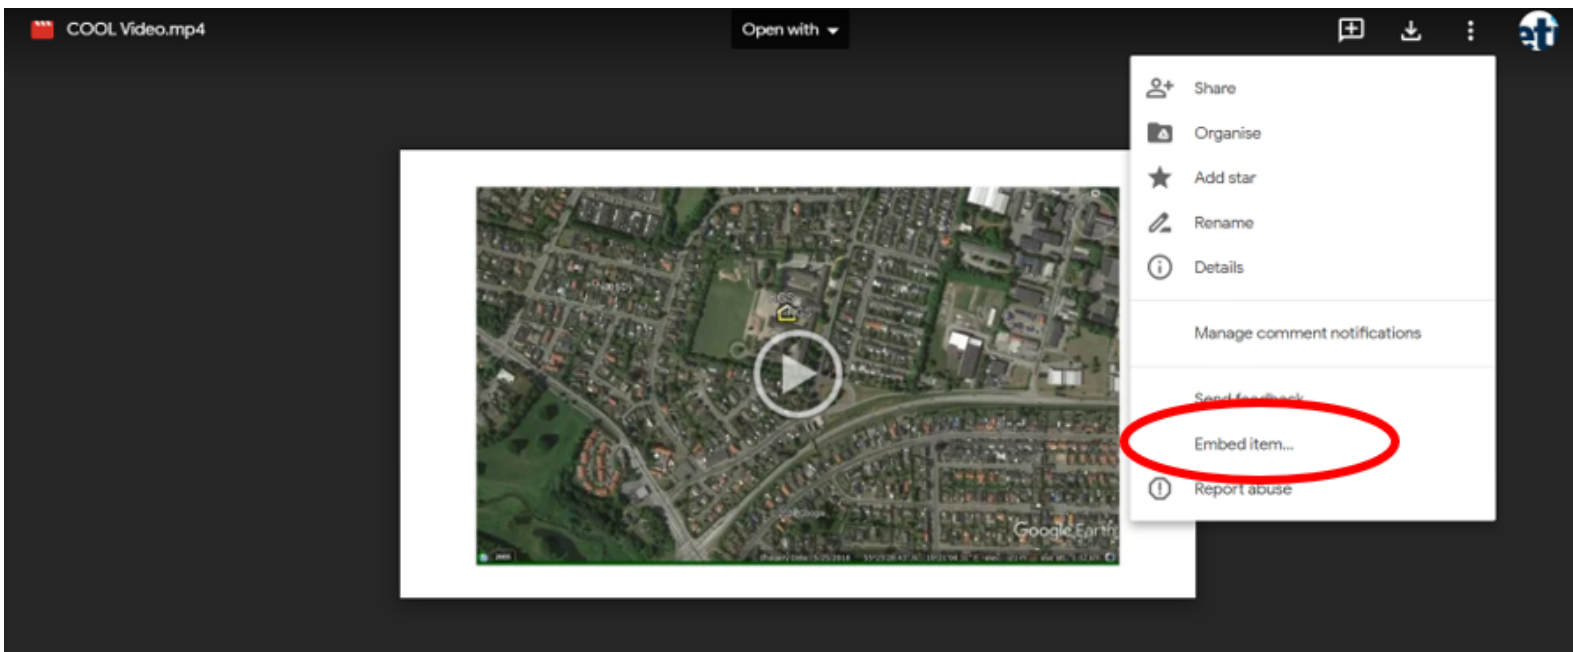 COOL Video.mp4
Open with
et
Share
Organise
Add star
Rename
Details
Manage comment notifications
Send feedback
Embed item...
Report abuse
Google Earth